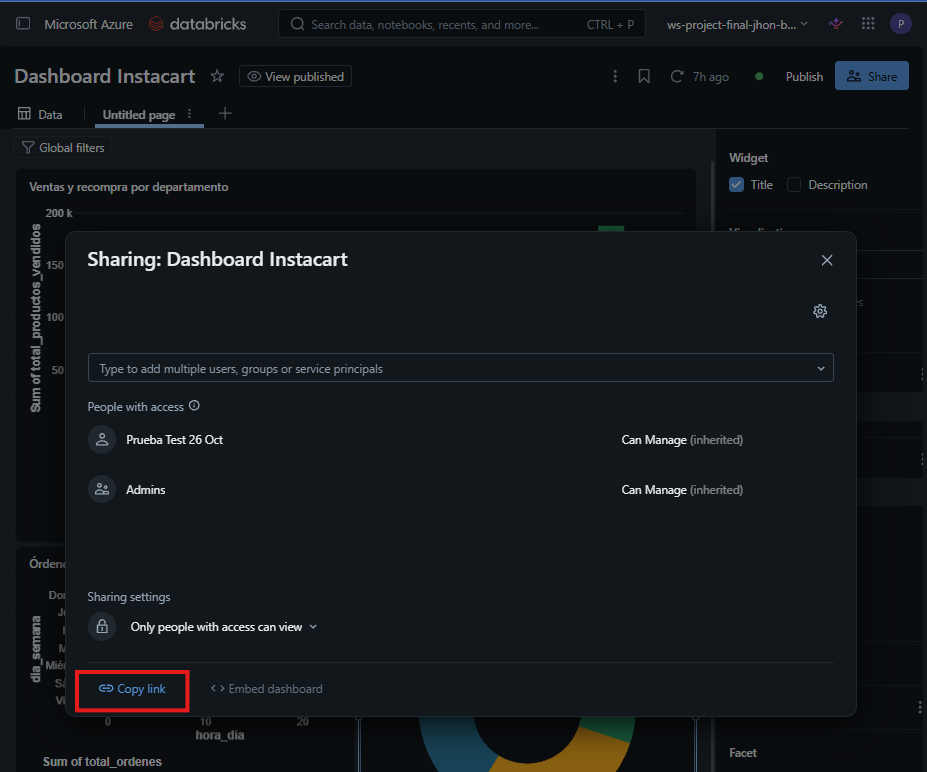 Microsoft Azure databricks Search data, notebooks, recents, and more... CTRL + P ws-project-final-jhon-b... P
Dashboard Instacart View published 7h ago Publish Share
Data Untitled page
Global filters
Widget
Title Description
Ventas y recompra por departamento
200 k
150
100
50
Sum of total_productos_vendidos
Sharing: Dashboard Instacart
Type to add multiple users, groups or service principals
People with access
Prueba Test 26 Oct Can Manage (inherited)
Admins Can Manage (inherited)
Sharing settings
Only people with access can view
Copy link Embed dashboard
dia_semana
0 10 20
hora_dia
Sum of total_ordenes
Facet